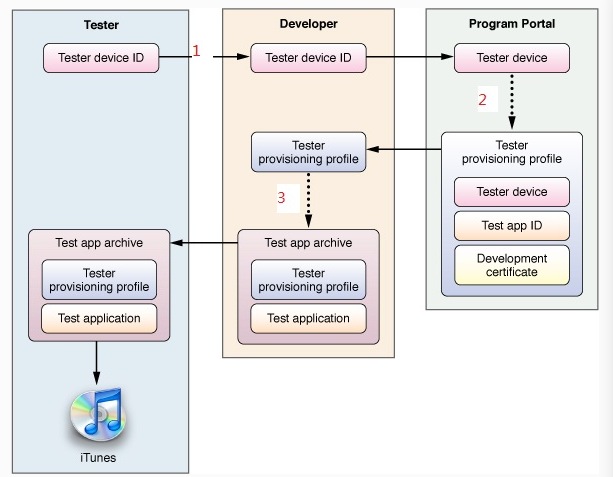 Tester
Developer
Program Portal
Tester device ID
1
Tester device ID
Tester device
2
Tester
provisioning profile
Tester
provisioning profile
3
Tester device
Test app ID
Development
certificate
Test app archive
Tester
provisioning profile
Test application
Test app archive
Tester
provisioning profile
Test application
iTunes